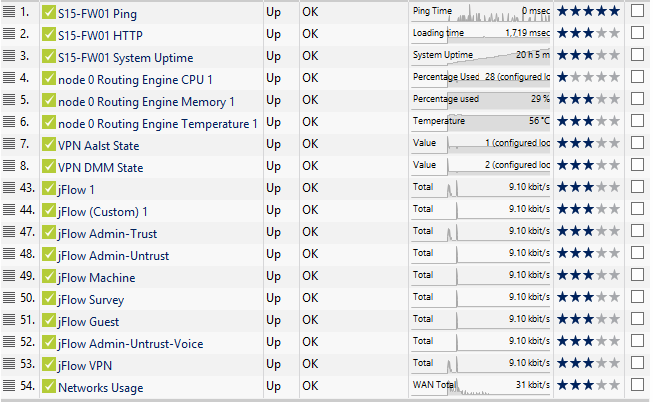 1. S15-FW01 Ping Up OK Ping Time 0 msec
2. S15-FW01 HTTP Up OK Loading time 1,719 msec
3. S15-FW01 System Uptime Up OK System Uptime 20 h 5 m
4. node 0 Routing Engine CPU 1 Up OK Percentage Used 28 (configured loc
5. node 0 Routing Engine Memory 1 Up OK Percentage used 29 %
6. node 0 Routing Engine Temperature 1 Up OK Temperature 56 °C
7. VPN Aalst State Up OK Value 1 (configured loc
8. VPN DMM State Up OK Value 2 (configured loc
43. jFlow 1 Up OK Total 9.10 kbit/s
44. jFlow (Custom) 1 Up OK Total 9.10 kbit/s
47. jFlow Admin-Trust Up OK Total 9.10 kbit/s
48. jFlow Admin-Untrust Up OK Total 9.10 kbit/s
49. jFlow Machine Up OK Total 9.10 kbit/s
50. jFlow Survey Up OK Total 9.10 kbit/s
51. jFlow Guest Up OK Total 9.10 kbit/s
52. jFlow Admin-Untrust-Voice Up OK Total 9.10 kbit/s
53. jFlow VPN Up OK Total 9.10 kbit/s
54. Networks Usage Up OK WAN Total 31 kbit/s